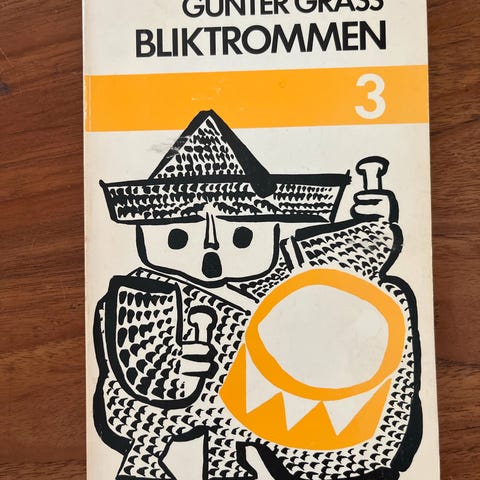 GÜNTER GRASS
BLIKTROMMEN
3